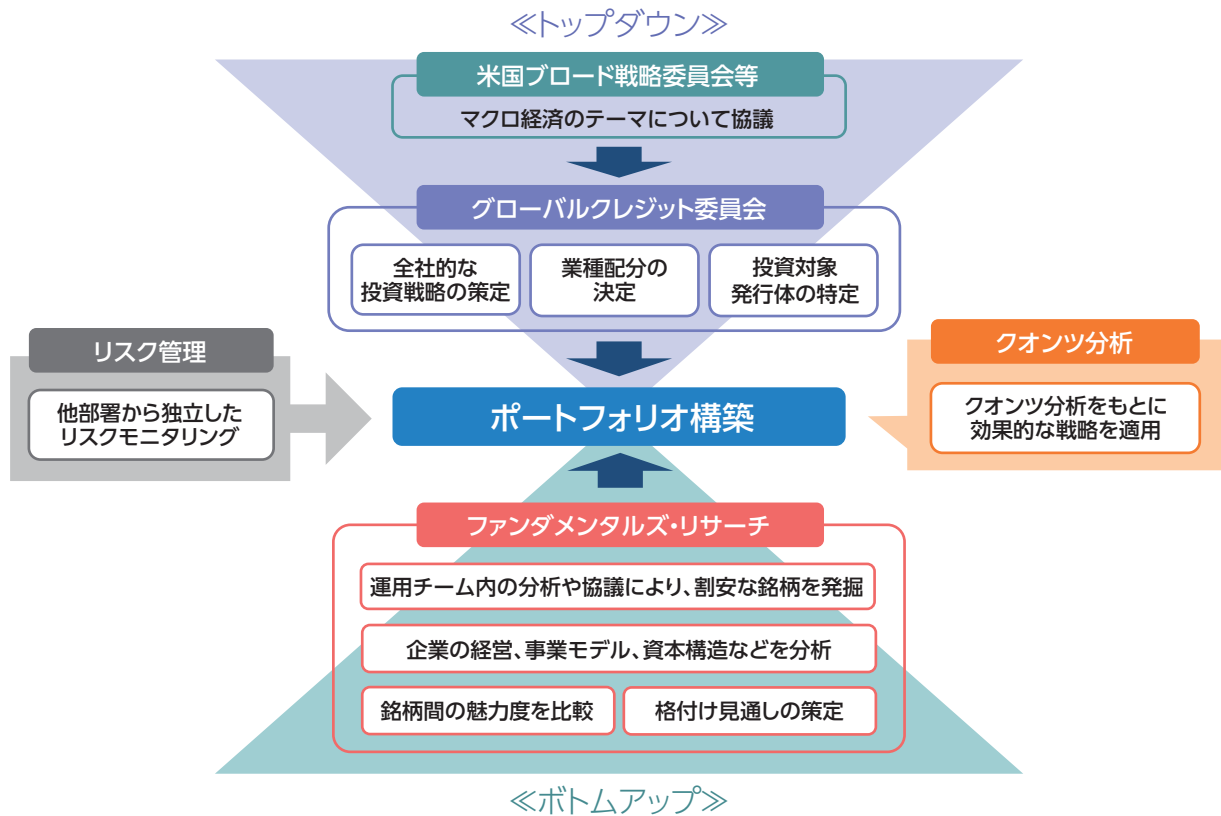 ≪トップダウン≫
米国ブロード戦略委員会等
マクロ経済のテーマについて協議
グローバルクレジット委員会
全社的な
投資戦略の策定
業種配分の
決定
投資対象
発行体の特定
リスク管理
他部署から独立した
リスクモニタリング
ポートフォリオ構築
クオンツ分析
クオンツ分析をもとに
効果的な戦略を適用
ファンダメンタルズ・リサーチ
運用チーム内の分析や協議により、割安な銘柄を発掘
企業の経営、事業モデル、資本構造などを分析
銘柄間の魅力度を比較
格付け見通しの策定
≪ボトムアップ≫